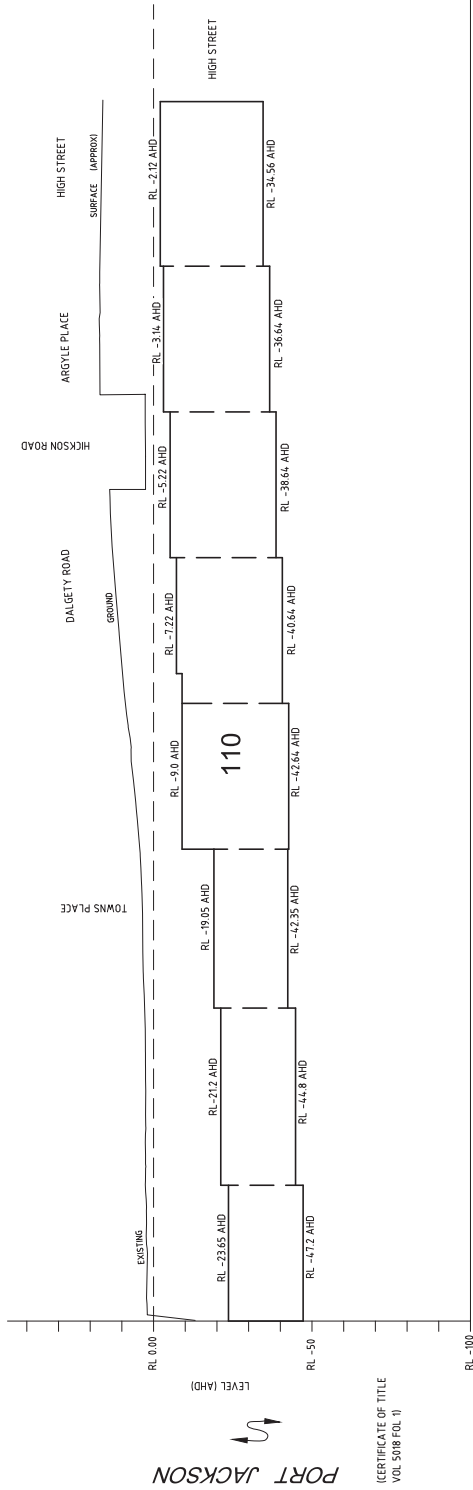 PORT JACKSON
(CERTIFICATE OF TITLE
VOL 5018 FOL 1)
LEVEL (AHD)
RL 0.00
RL -50
RL -100
EXISTING
TOWNS PLACE
GROUND
DALGETY ROAD
HICKSON ROAD
ARGYLE PLACE
SURFACE (APPROX)
HIGH STREET
HIGH STREET
RL -23.65 AHD
RL -21.2 AHD
RL -19.05 AHD
RL -9.0 AHD
RL -7.22 AHD
RL -5.22 AHD
RL -3.14 AHD
RL -2.12 AHD
110
RL -47.2 AHD
RL -44.8 AHD
RL -42.35 AHD
RL -42.64 AHD
RL -40.64 AHD
RL -38.64 AHD
RL -36.64 AHD
RL -34.56 AHD